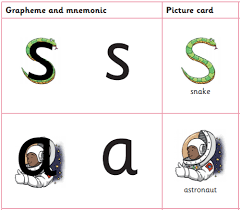 Grapheme and mnemonic Picture card
s s
snake
a a
astronaut